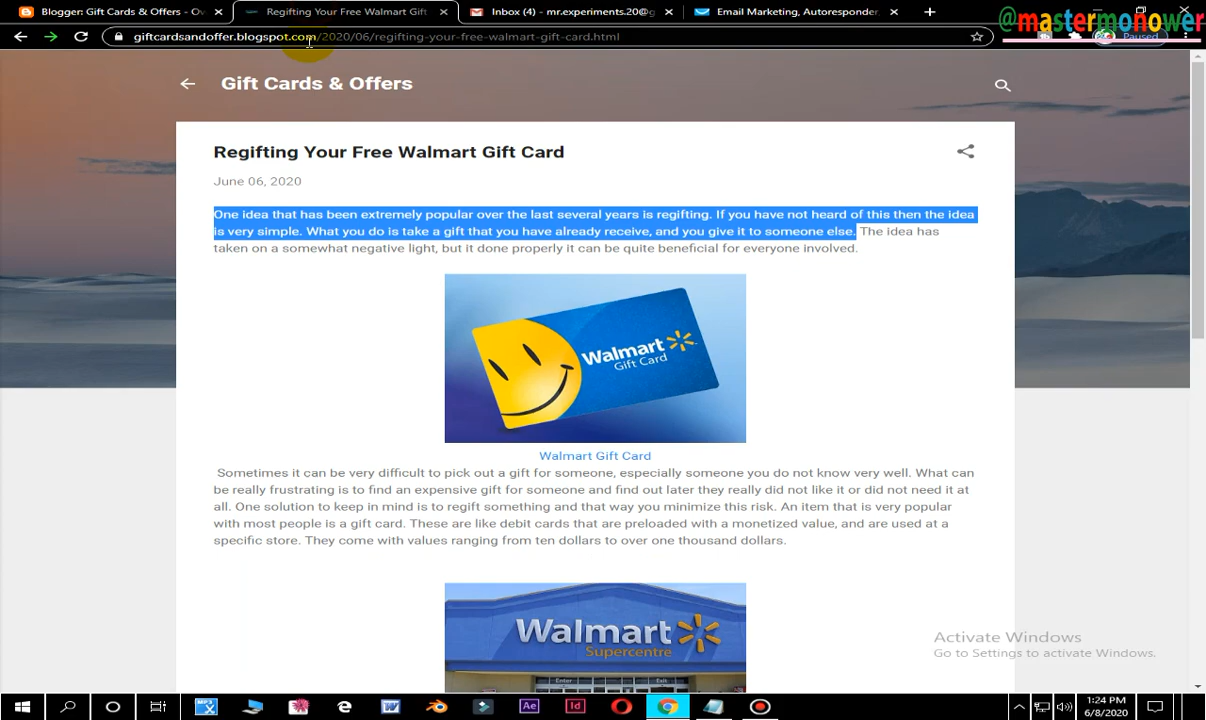 Blogger: Gift Cards & Offers - Ov
Regifting Your Free Walmart Gift
Inbox (4) - mr.experiments.20@g
Email Marketing, Autoresponder,
@mastermonower
giftcardsandoffer.blogspot.com/2020/06/regifting-your-free-walmart-gift-card.html
Paused
Gift Cards & Offers
Regifting Your Free Walmart Gift Card
June 06, 2020
One idea that has been extremely popular over the last several years is regifting. If you have not heard of this then the idea
is very simple. What you do is take a gift that you have already receive, and you give it to someone else. The idea has
taken on a somewhat negative light, but it done properly it can be quite beneficial for everyone involved.
Walmart
Gift Card
Walmart Gift Card
Sometimes it can be very difficult to pick out a gift for someone, especially someone you do not know very well. What can
be really frustrating is to find an expensive gift for someone and find out later they really did not like it or did not need it at
all. One solution to keep in mind is to regift something and that way you minimize this risk. An item that is very popular
with most people is a gift card. These are like debit cards that are preloaded with a monetized value, and are used at a
specific store. They come with values ranging from ten dollars to over one thousand dollars.
Walmart
Supercentre
Enter
Exit
Activate Windows
Go to Settings to activate Windows.
1:24 PM
6/8/2020